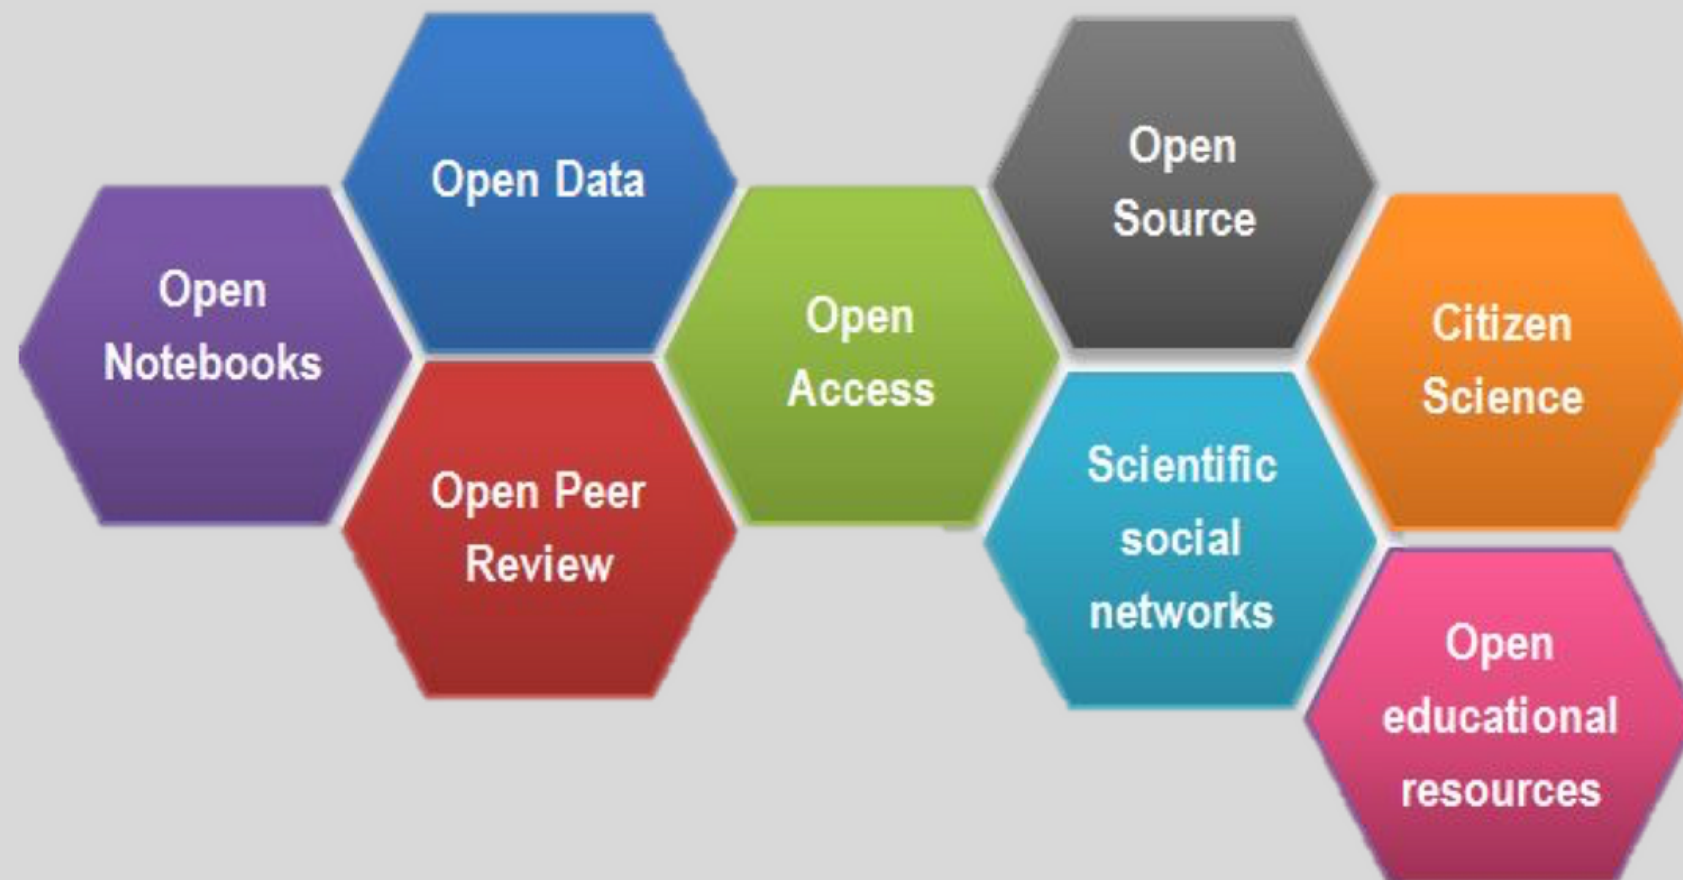 Open Data
Open
Notebooks
Open Peer
Review
Open
Access
Open
Source
Scientific
social
networks
Citizen
Science
Open
educational
resources